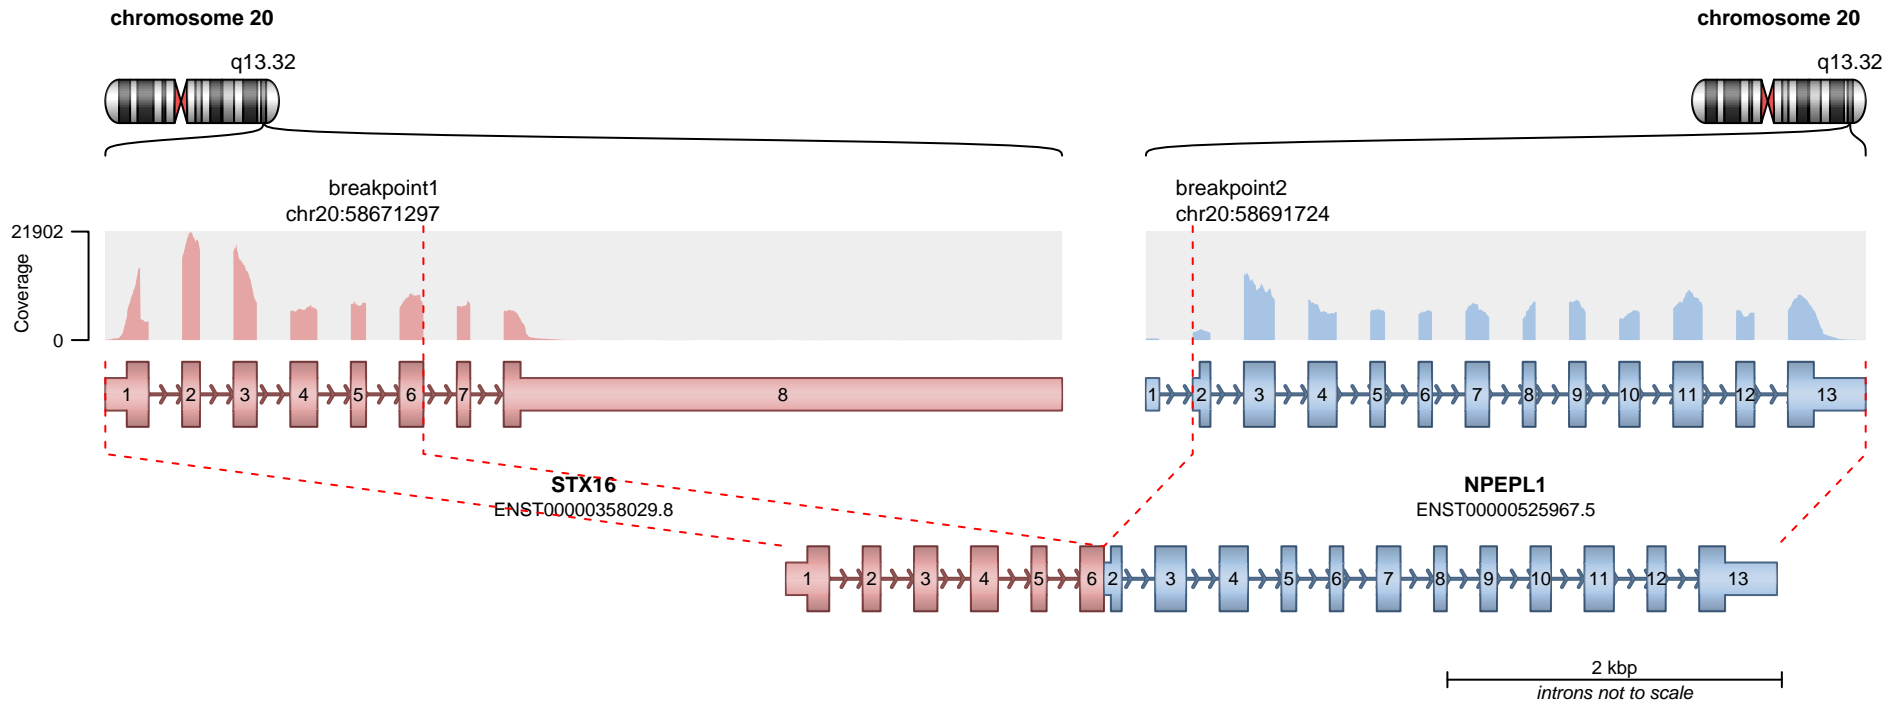 chromosome 20
chromosome 20
q13.32
q13.32
breakpoint1
chr20:58671297
breakpoint2
chr20:58691724
21902
0
Coverage
1 2 3 4 5 6 7 8
1 2 3 4 5 6 7 8 9 10 11 12 13
STX16
ENST00000358029.8
NPEPL1
ENST00000525967.5
1 2 3 4 5 6 2 3 4 5 6 7 8 9 10 11 12 13
2 kbp
introns not to scale